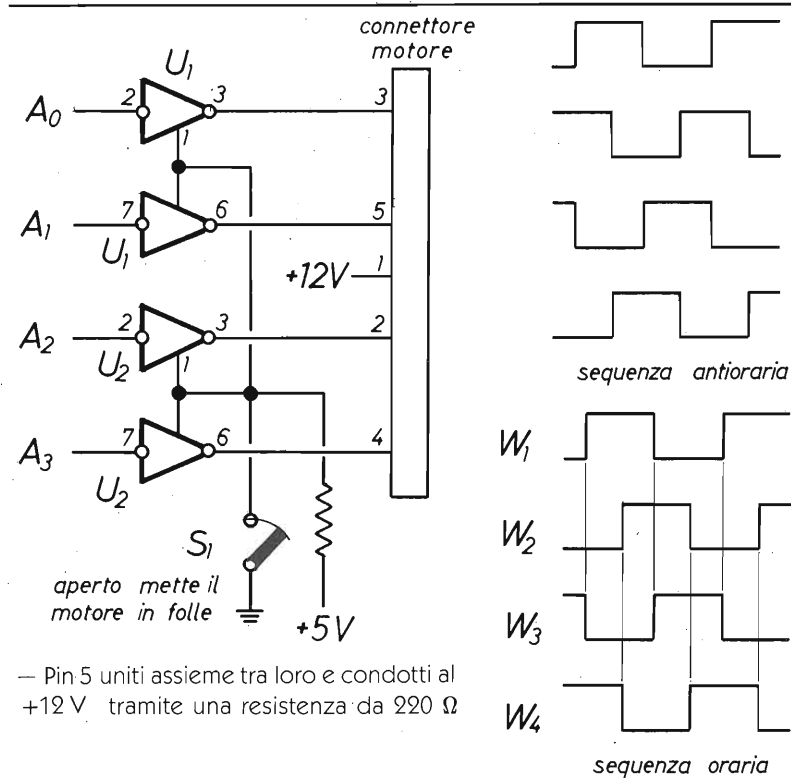 connettore
motore
U1
A0 2 3 3
1
A1 7 6 5
U1
+12V 1
A2 2 3 2
U2 1
A3 7 6 4
U2
S1
aperto mette il
motore in folle
+5V
— Pin 5 uniti assieme tra loro e condotti al
+12 V tramite una resistenza da 220 Ω
sequenza antioraria
W1
W2
W3
W4
sequenza oraria